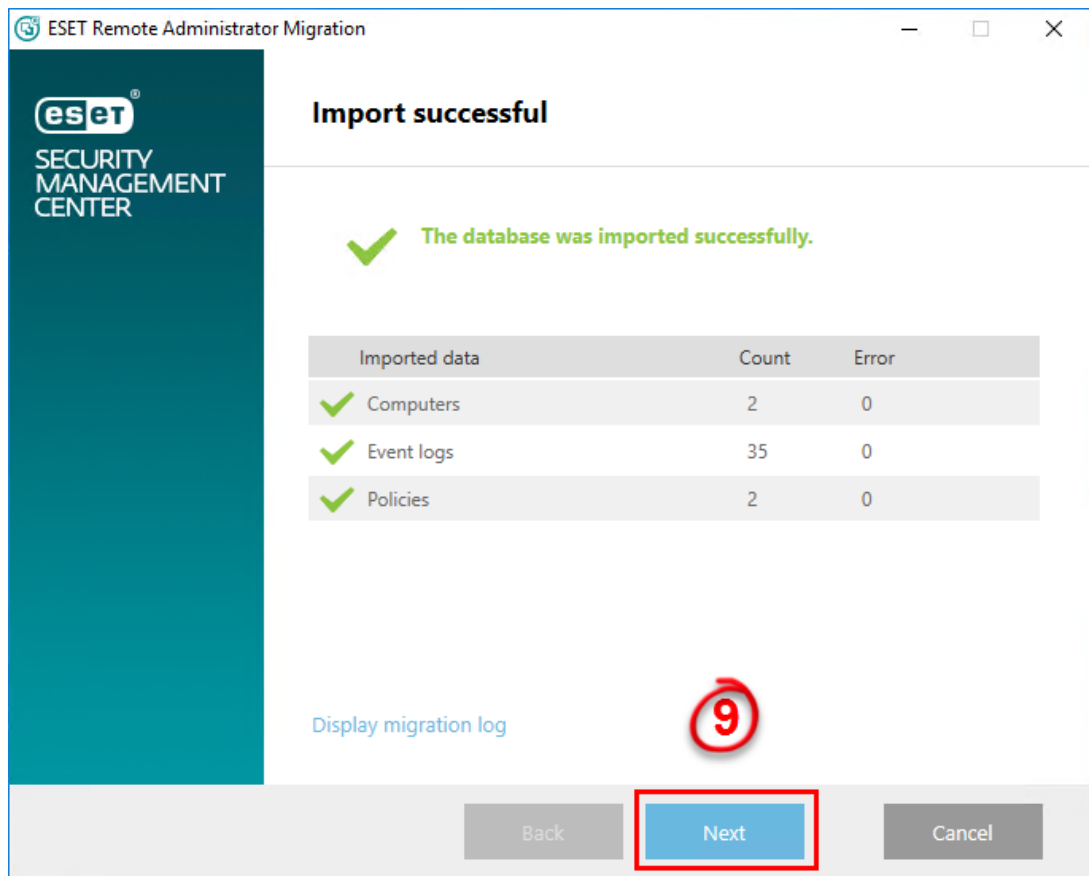 ESET Remote Administrator Migration
eseT®
SECURITY
MANAGEMENT
CENTER
Import successful
The database was imported successfully.
Imported data Count Error
Computers 2 0
Event logs 35 0
Policies 2 0
Display migration log
9
Back Next Cancel